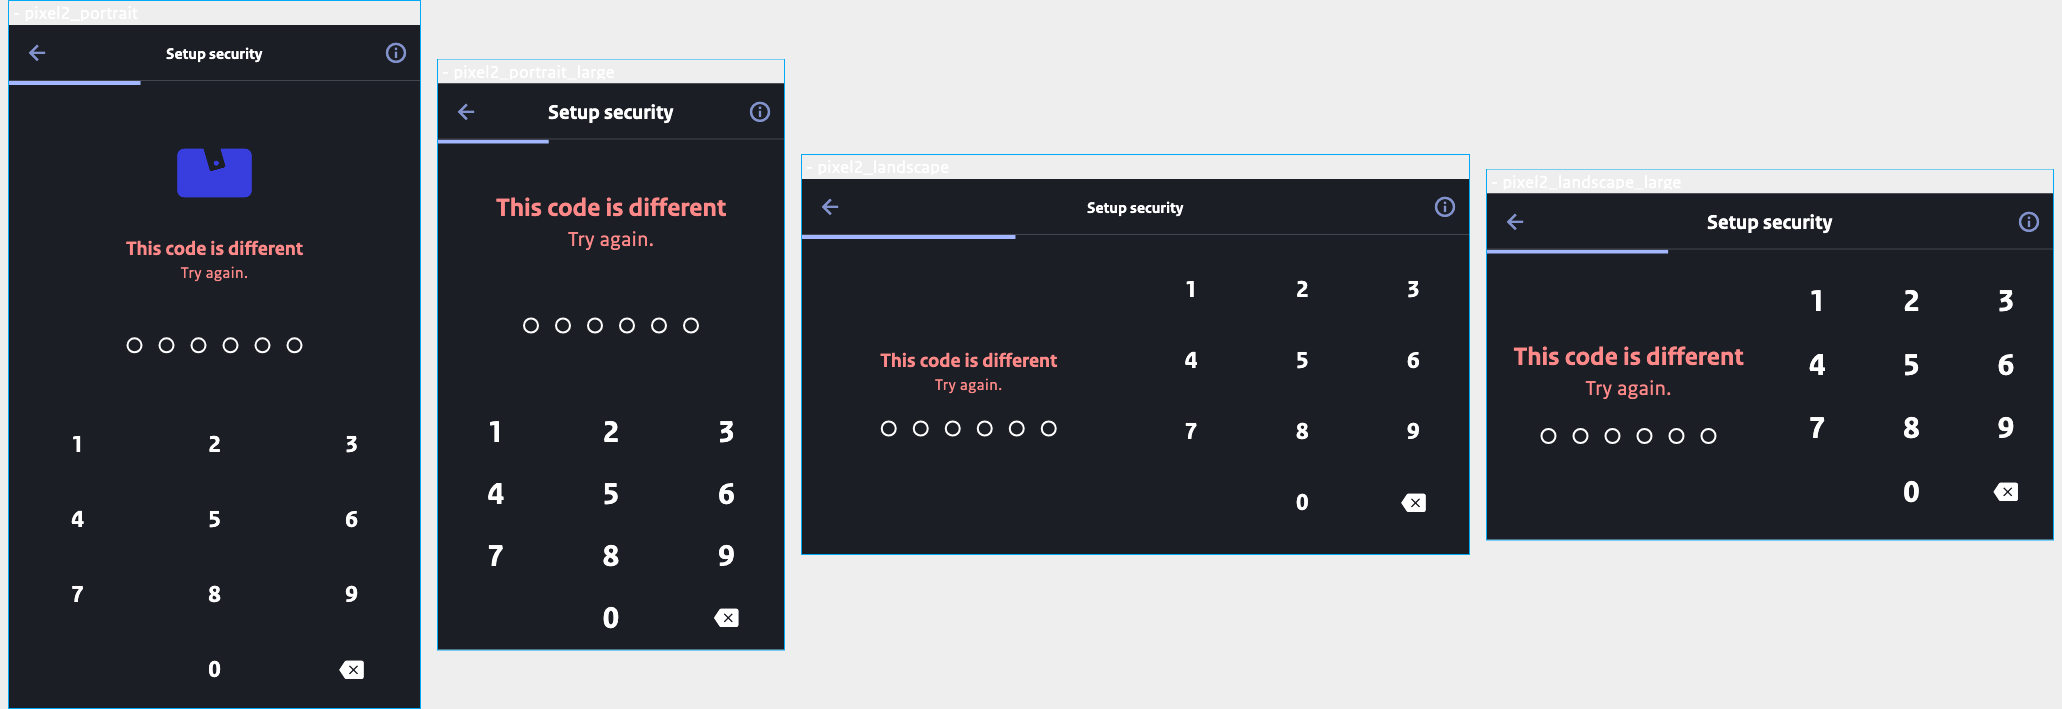 - pixel2_portrait
Setup security
This code is different
Try again.
1 2 3
4 5 6
7 8 9
0
- pixel2_portrait_large
Setup security
This code is different
Try again.
1 2 3
4 5 6
7 8 9
0
- pixel2_landscape
Setup security
This code is different
Try again.
1 2 3
4 5 6
7 8 9
0
- pixel2_landscape_large
Setup security
This code is different
Try again.
1 2 3
4 5 6
7 8 9
0